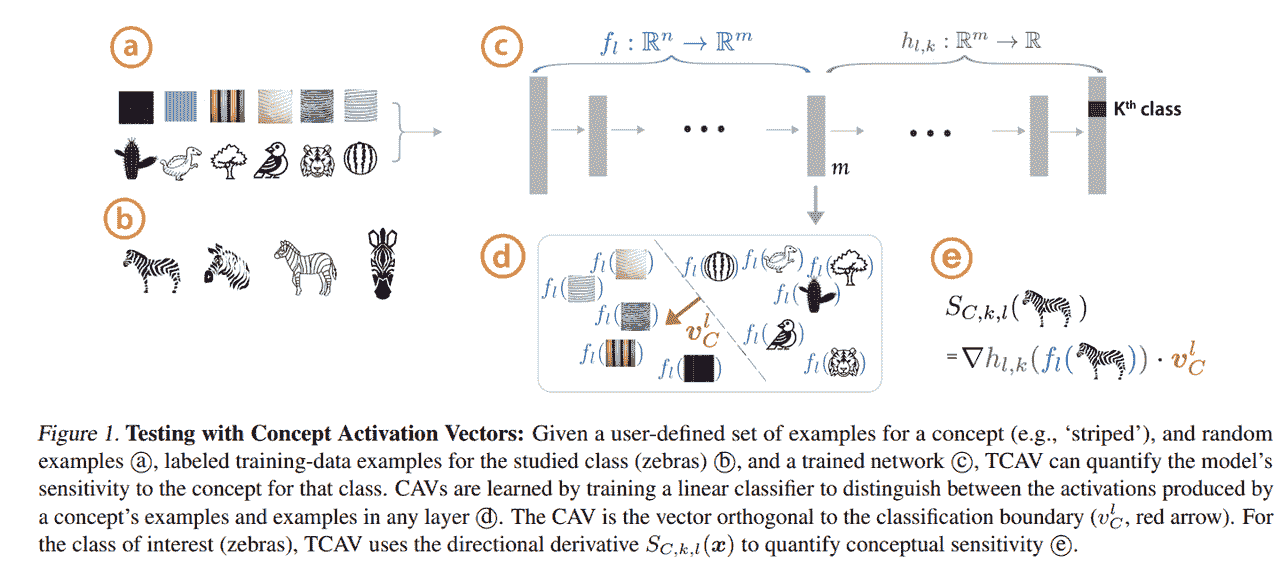 a
c
f_l : ℝⁿ → ℝᵐ
h_{l,k} : ℝᵐ → ℝ
Kᵗʰ class
m
b
d
f_l( )
f_l( )
f_l( )
f_l( )
f_l( )
f_l( )
f_l( )
f_l( )
f_l( )
f_l( )
f_l( )
v_C^l
e
S_{C,k,l}( )
=∇h_{l,k}(f_l( )) · v_C^l
Figure 1. Testing with Concept Activation Vectors: Given a user-defined set of examples for a concept (e.g., ‘striped’), and random
examples ⓐ, labeled training-data examples for the studied class (zebras) ⓑ, and a trained network ⓒ, TCAV can quantify the model’s
sensitivity to the concept for that class. CAVs are learned by training a linear classifier to distinguish between the activations produced by
a concept’s examples and examples in any layer ⓓ. The CAV is the vector orthogonal to the classification boundary (v_C^l, red arrow). For
the class of interest (zebras), TCAV uses the directional derivative S_{C,k,l}(x) to quantify conceptual sensitivity ⓔ.